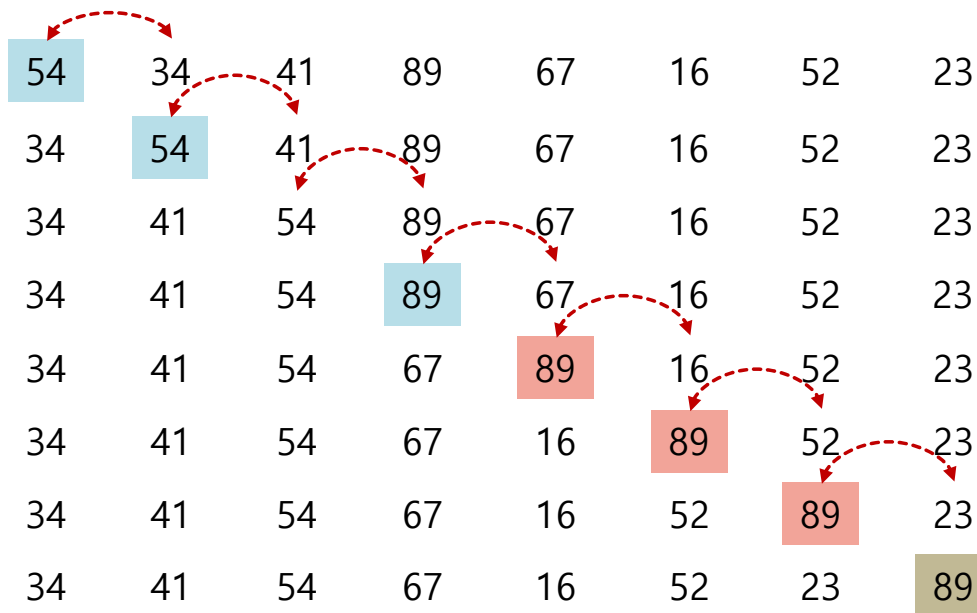 54 34 41 89 67 16 52 23
34 54 41 89 67 16 52 23
34 41 54 89 67 16 52 23
34 41 54 89 67 16 52 23
34 41 54 67 89 16 52 23
34 41 54 67 16 89 52 23
34 41 54 67 16 52 89 23
34 41 54 67 16 52 23 89